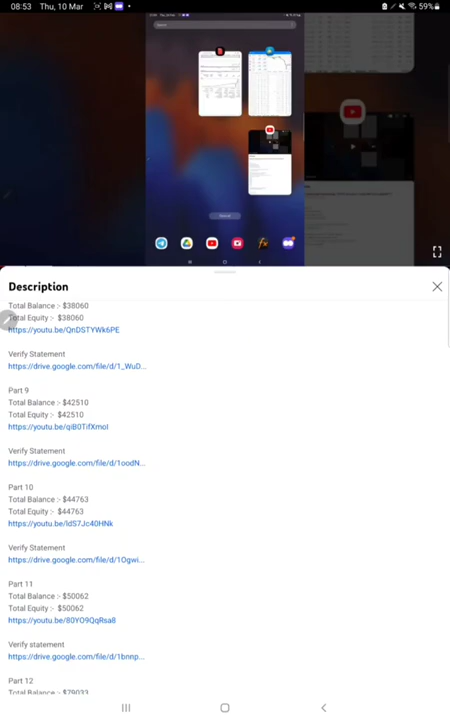 08:53 Thu, 10 Mar
59%
Description
Total Balance :- $38060
Total Equity :- $38060
https://youtu.be/QnDSTYWk6PE
Verify Statement
https://drive.google.com/file/d/1_WuD...
Part 9
Total Balance :- $42510
Total Equity :- $42510
https://youtu.be/qiB0TifXmoI
Verify Statement
https://drive.google.com/file/d/1oodN...
Part 10
Total Balance :- $44763
Total Equity :- $44763
https://youtu.be/ldS7Jc40HNk
Verify Statement
https://drive.google.com/file/d/1Ogwi...
Part 11
Total Balance :- $50062
Total Equity :- $50062
https://youtu.be/80YO9QqRsa8
Verify statement
https://drive.google.com/file/d/1bnnp...
Part 12
Total Balance :- $79033